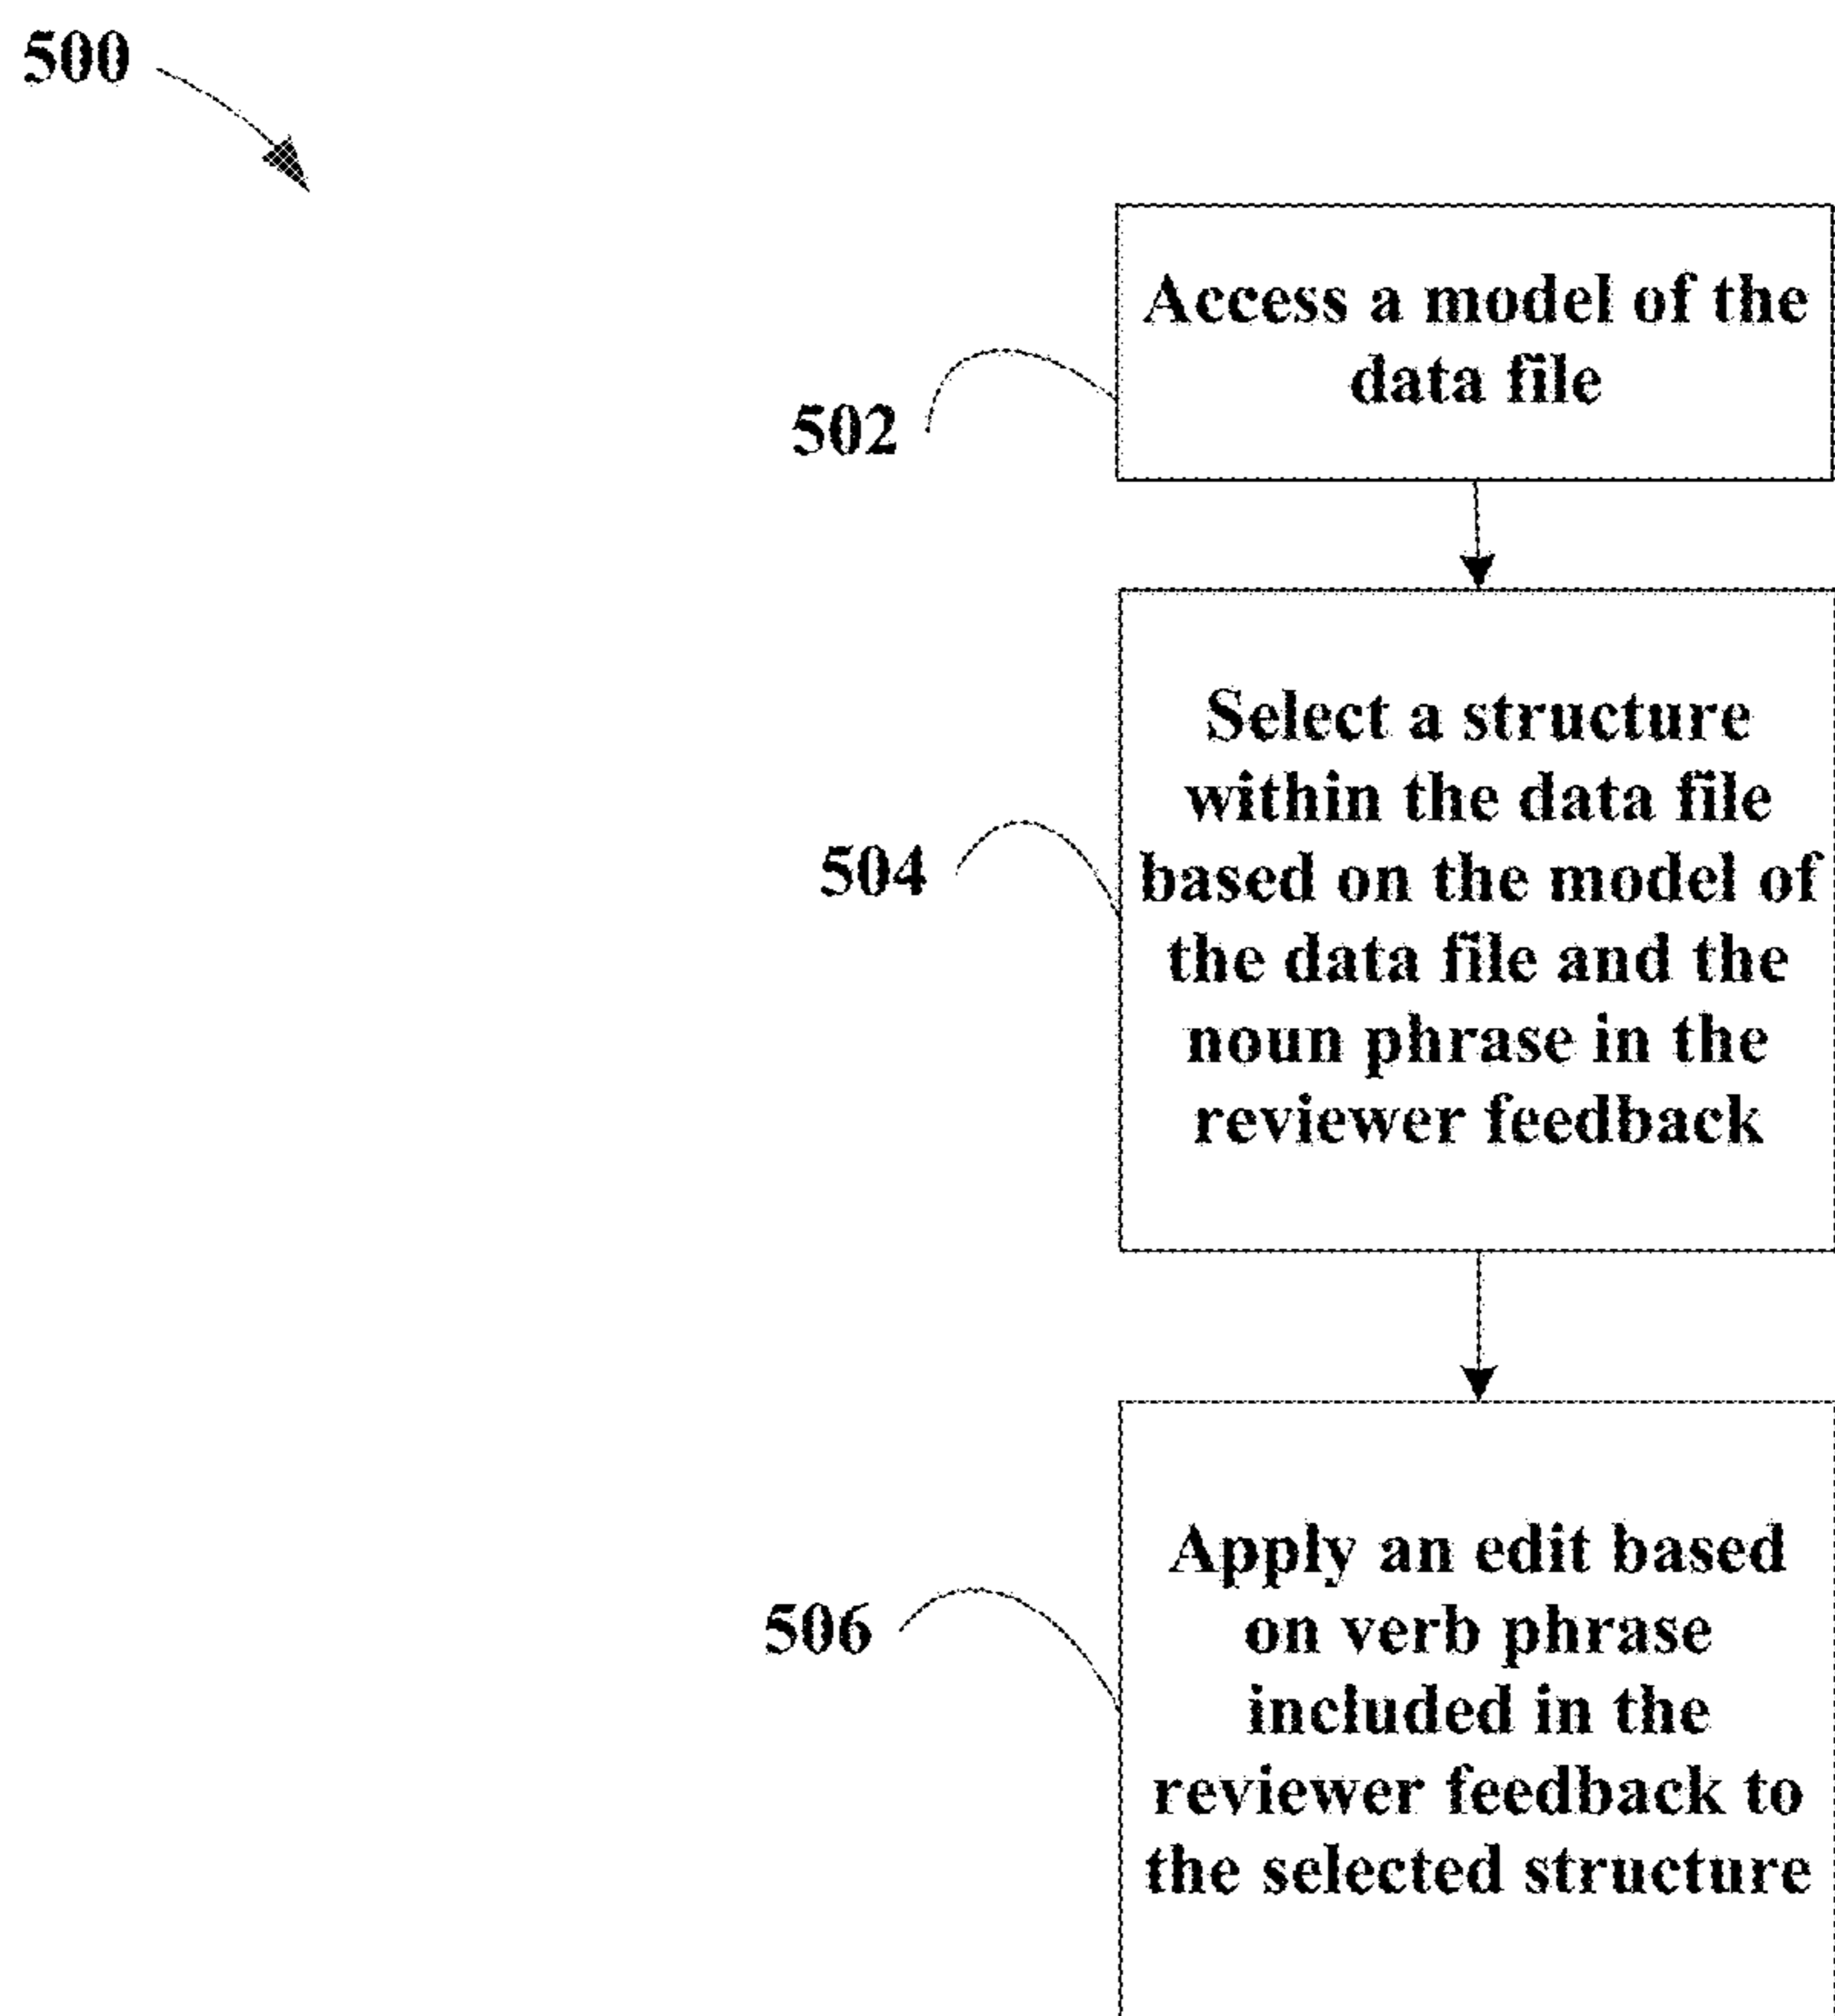 500
Access a model of the
data file
502
Select a structure
within the data file
based on the model of
the data file and the
noun phrase in the
reviewer feedback
504
Apply an edit based
on verb phrase
included in the
reviewer feedback to
the selected structure
506